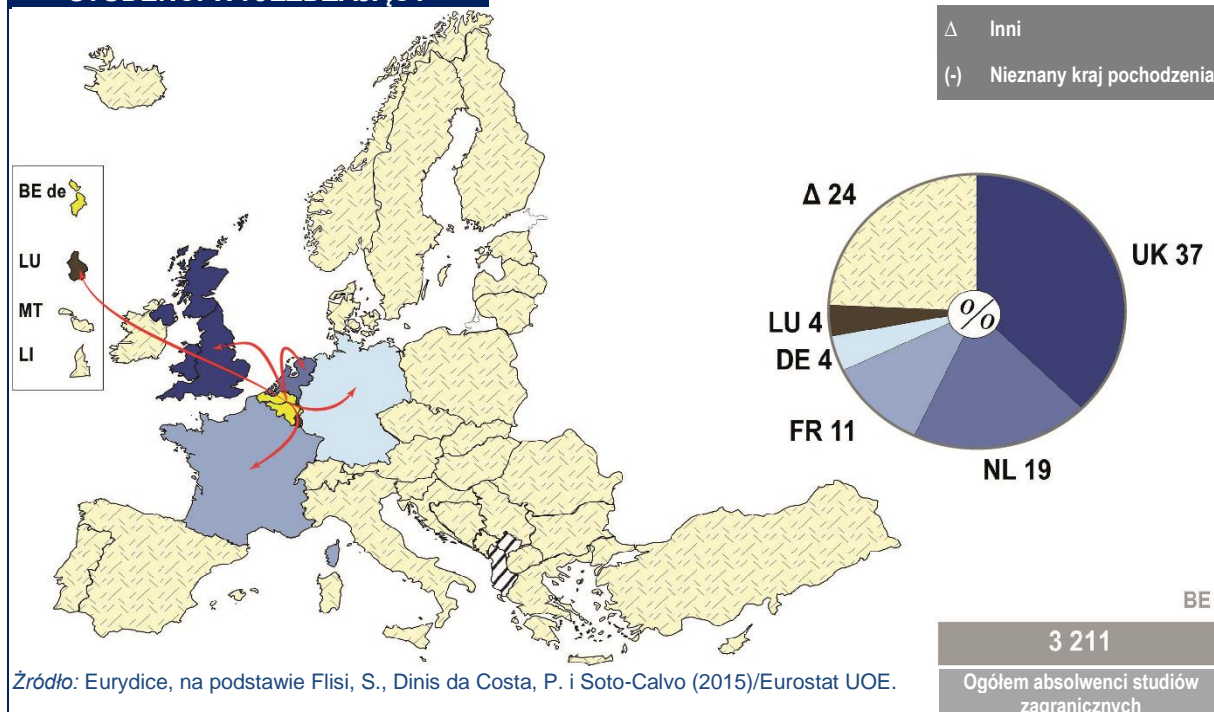 Δ Inni
(-) Nieznany kraj pochodzenia
BE de
LU
MT
LI
Δ 24
UK 37
LU 4
DE 4
FR 11
NL 19
%
BE
3 211
Ogółem absolwenci studiów
zagranicznych
Źródło: Eurydice, na podstawie Flisi, S., Dinis da Costa, P. i Soto-Calvo (2015)/Eurostat UOE.